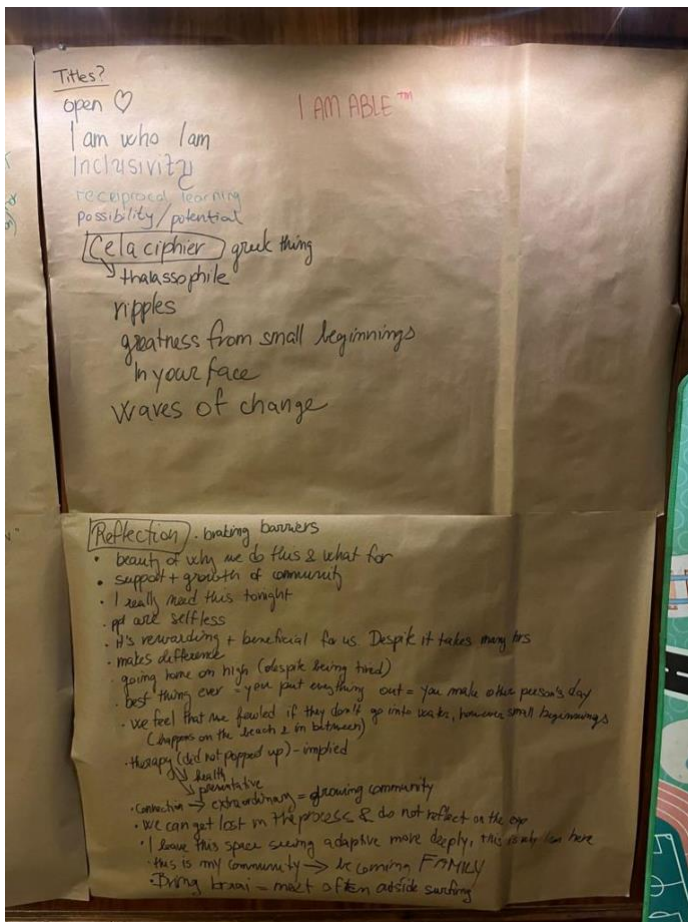 Titles?
open ♡
I AM ABLE™
I am who I am
Inclusivity
reciprocal learning
possibility/potential
Cela ciphier greek thing
↳ thalassophile
ripples
greatness from small beginnings
In your face
waves of change
Reflection · braking barriers
• beauty of why we do this & what for
• support + growth of community
• I really need this tonight
• ppl are selfless
• it's rewarding + beneficial for us Despite it takes many hrs
• makes difference
• going home on high (despite being tired)
• best thing ever = you put everything out = you make other person's day
• we feel that we if they don't go into water, however small beginnings
(happens on the beach & in between)
• therapy (did not popped up) - implied
↘ health
↘ preventative
• Connection → extraordinary = growing community
• We can get lost in the process & do not reflect on the exp
• I leave this space seeing adaptive more deeply, this is why I am here
• this is my community → becoming FAMILY
• Bring braai = meet often outside surfing